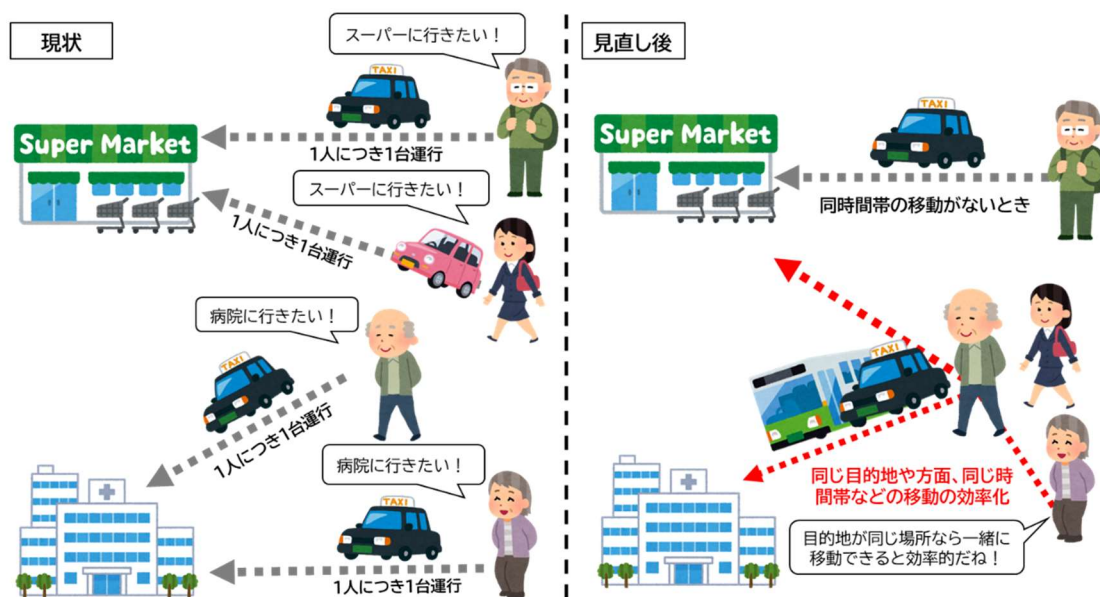 現状
スーパーに行きたい！
TAXI
Super Market
1人につき1台運行
スーパーに行きたい！
1人につき1台運行
病院に行きたい！
TAXI
1人につき1台運行
病院に行きたい！
TAXI
1人につき1台運行
見直し後
TAXI
Super Market
同時間帯の移動がないとき
TAXI
同じ目的地や方面、同じ時
間帯などの移動の効率化
目的地が同じ場所なら一緒に
移動できると効率的だね！